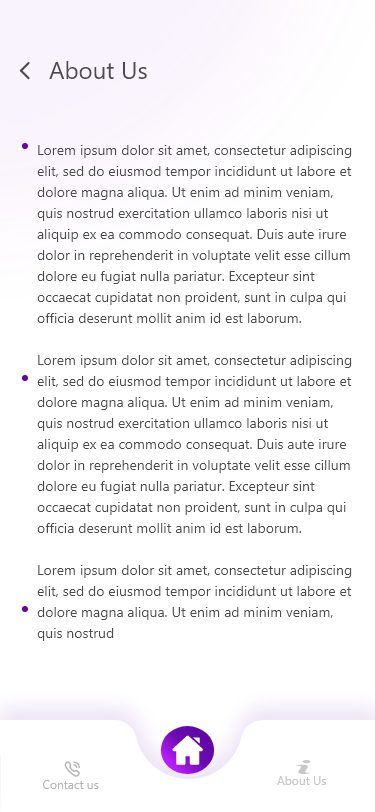 About Us
Lorem ipsum dolor sit amet, consectetur adipiscing
elit, sed do eiusmod tempor incididunt ut labore et
dolore magna aliqua. Ut enim ad minim veniam,
quis nostrud exercitation ullamco laboris nisi ut
aliquip ex ea commodo consequat. Duis aute irure
dolor in reprehenderit in voluptate velit esse cillum
dolore eu fugiat nulla pariatur. Excepteur sint
occaecat cupidatat non proident, sunt in culpa qui
officia deserunt mollit anim id est laborum.
Lorem ipsum dolor sit amet, consectetur adipiscing
elit, sed do eiusmod tempor incididunt ut labore et
dolore magna aliqua. Ut enim ad minim veniam,
quis nostrud exercitation ullamco laboris nisi ut
aliquip ex ea commodo consequat. Duis aute irure
dolor in reprehenderit in voluptate velit esse cillum
dolore eu fugiat nulla pariatur. Excepteur sint
occaecat cupidatat non proident, sunt in culpa qui
officia deserunt mollit anim id est laborum.
Lorem ipsum dolor sit amet, consectetur adipiscing
elit, sed do eiusmod tempor incididunt ut labore et
dolore magna aliqua. Ut enim ad minim veniam,
quis nostrud
Contact us
About Us